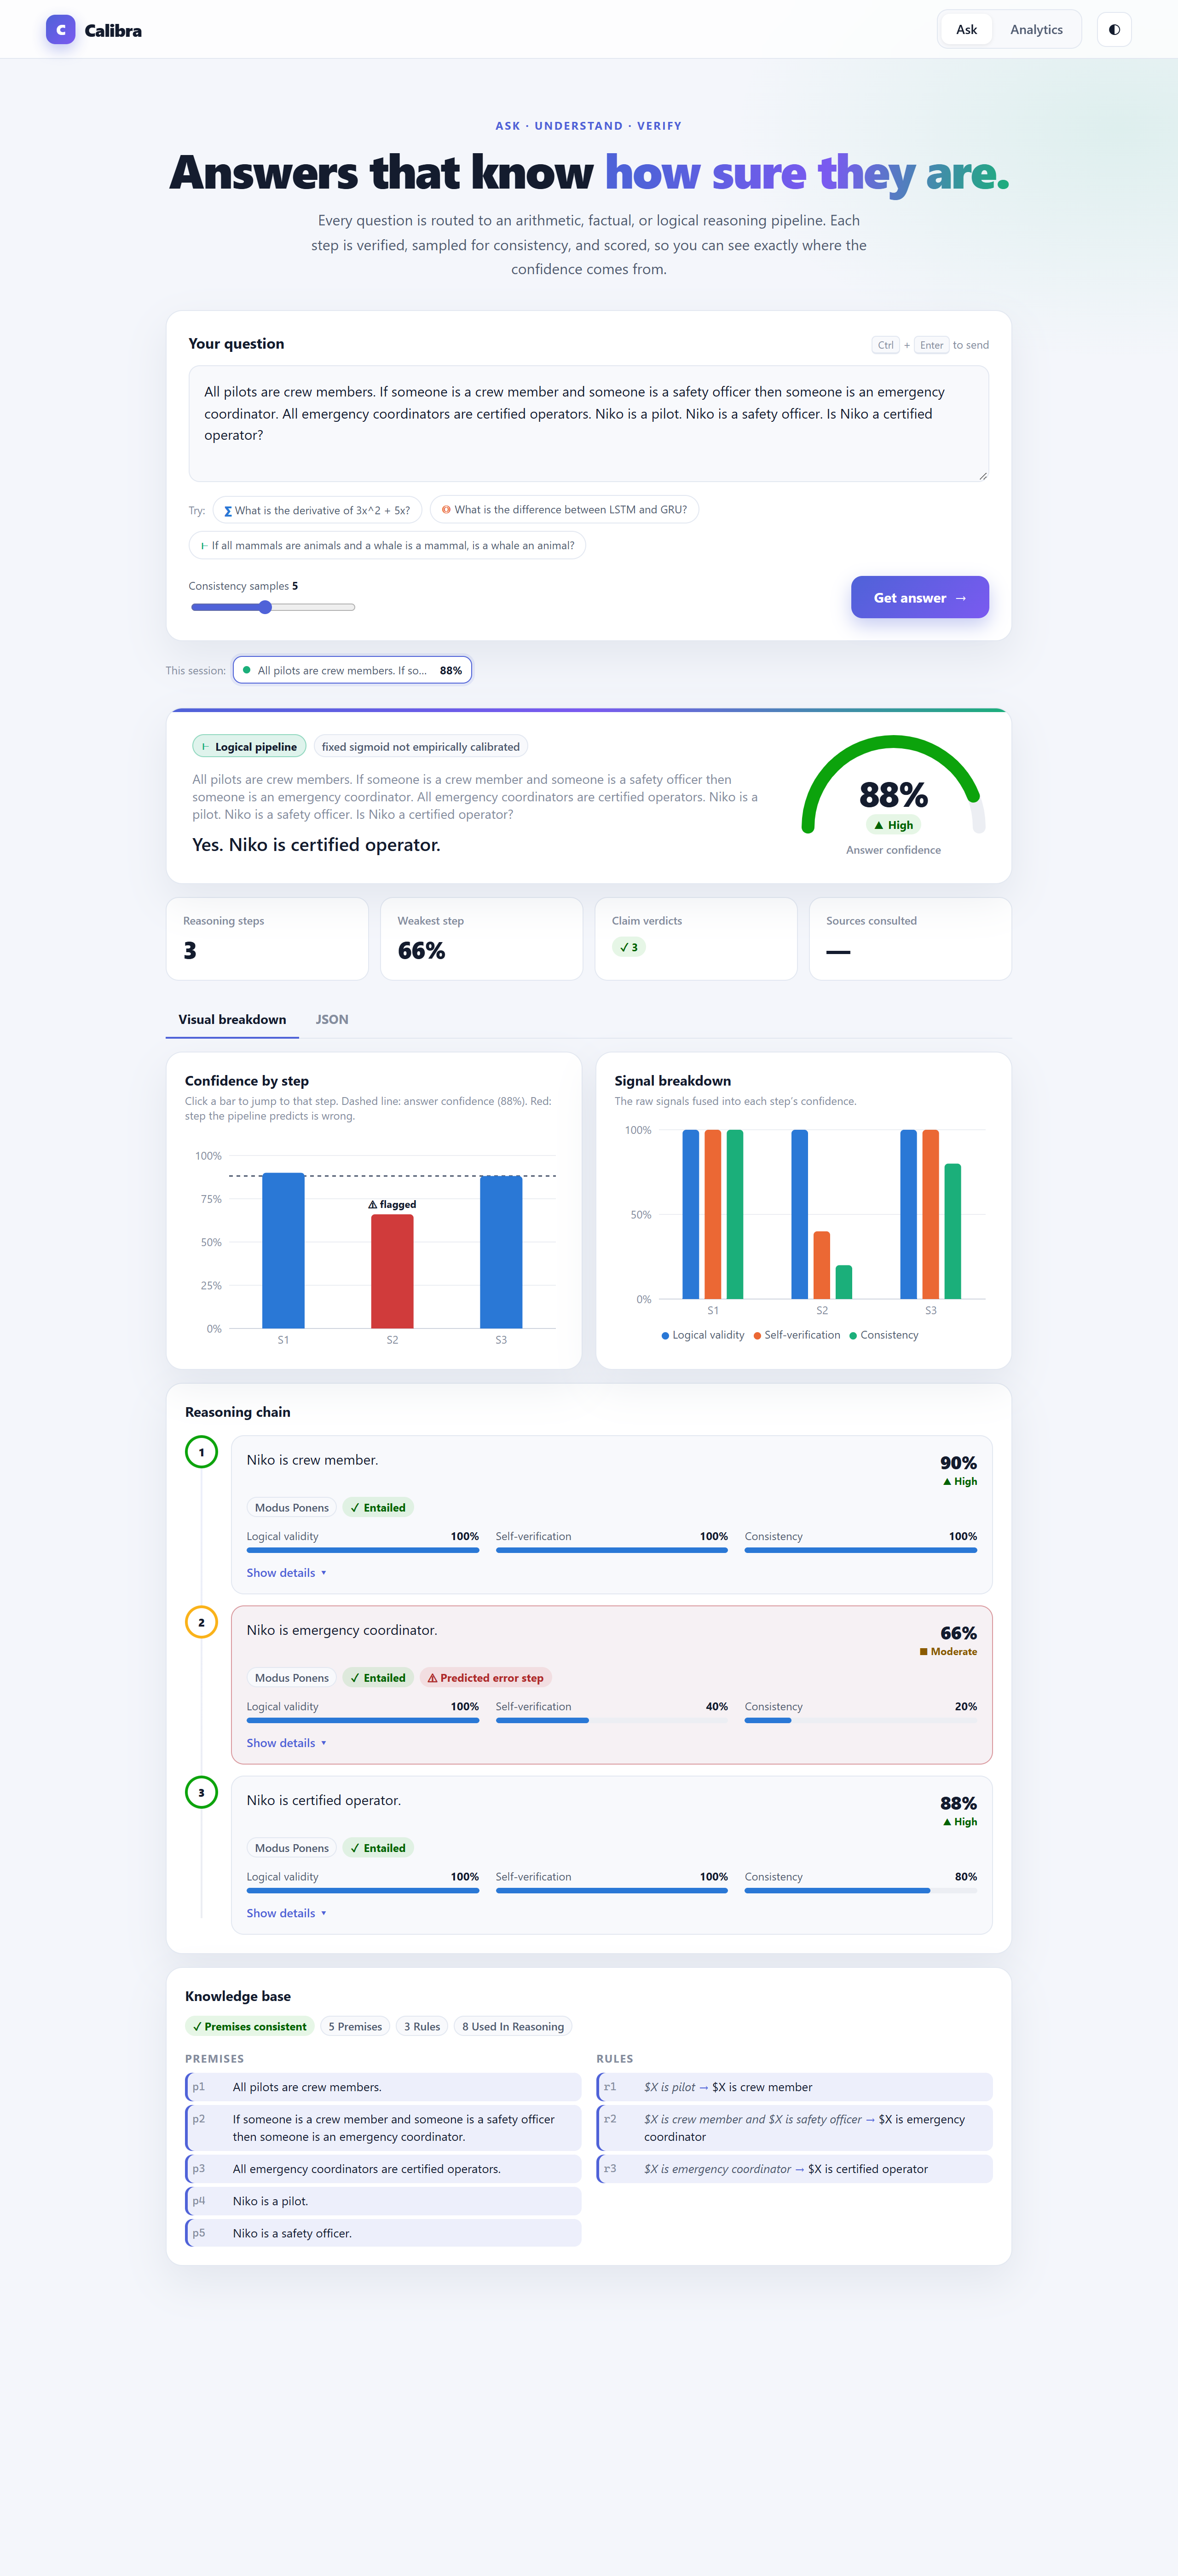 C Calibra
Ask Analytics
ASK · UNDERSTAND · VERIFY
Answers that know how sure they are.
Every question is routed to an arithmetic, factual, or logical reasoning pipeline. Each
step is verified, sampled for consistency, and scored, so you can see exactly where the
confidence comes from.
Your question
Ctrl + Enter to send
All pilots are crew members. If someone is a crew member and someone is a safety officer then someone is an emergency
coordinator. All emergency coordinators are certified operators. Niko is a pilot. Niko is a safety officer. Is Niko a certified
operator?
Try: ∑ What is the derivative of 3x^2 + 5x? What is the difference between LSTM and GRU?
⊢ If all mammals are animals and a whale is a mammal, is a whale an animal?
Consistency samples 5
Get answer →
This session: All pilots are crew members. If so... 88%
⊢ Logical pipeline fixed sigmoid not empirically calibrated
All pilots are crew members. If someone is a crew member and someone is a safety officer then
someone is an emergency coordinator. All emergency coordinators are certified operators. Niko is a
pilot. Niko is a safety officer. Is Niko a certified operator?
Yes. Niko is certified operator.
88%
▲ High
Answer confidence
Reasoning steps
3
Weakest step
66%
Claim verdicts
✓ 3
Sources consulted
—
Visual breakdown JSON
Confidence by step
Click a bar to jump to that step. Dashed line: answer confidence (88%). Red:
step the pipeline predicts is wrong.
100%
75%
50%
25%
0%
⚠ flagged
S1 S2 S3
Signal breakdown
The raw signals fused into each step's confidence.
100%
50%
0%
S1 S2 S3
Logical validity Self-verification Consistency
Reasoning chain
1
Niko is crew member.
90%
▲ High
Modus Ponens ✓ Entailed
Logical validity 100% Self-verification 100% Consistency 100%
Show details ▾
2
Niko is emergency coordinator.
66%
■ Moderate
Modus Ponens ✓ Entailed ⚠ Predicted error step
Logical validity 100% Self-verification 40% Consistency 20%
Show details ▾
3
Niko is certified operator.
88%
▲ High
Modus Ponens ✓ Entailed
Logical validity 100% Self-verification 100% Consistency 80%
Show details ▾
Knowledge base
✓ Premises consistent 5 Premises 3 Rules 8 Used In Reasoning
PREMISES
p1 All pilots are crew members.
p2 If someone is a crew member and someone is a safety officer
then someone is an emergency coordinator.
p3 All emergency coordinators are certified operators.
p4 Niko is a pilot.
p5 Niko is a safety officer.
RULES
r1 $X is pilot → $X is crew member
r2 $X is crew member and $X is safety officer → $X is emergency
coordinator
r3 $X is emergency coordinator → $X is certified operator